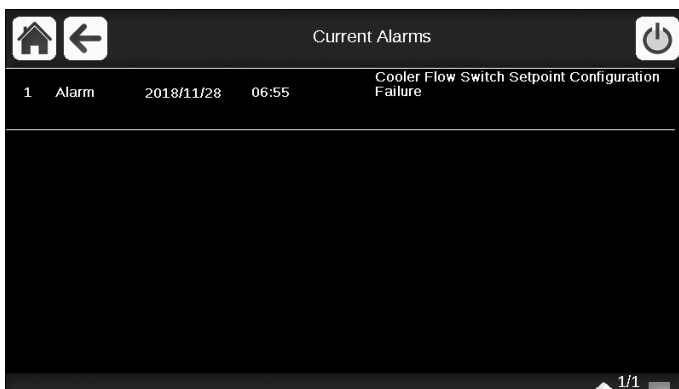 Current Alarms
1 Alarm 2018/11/28 06:55 Cooler Flow Switch Setpoint Configuration
Failure
1/1